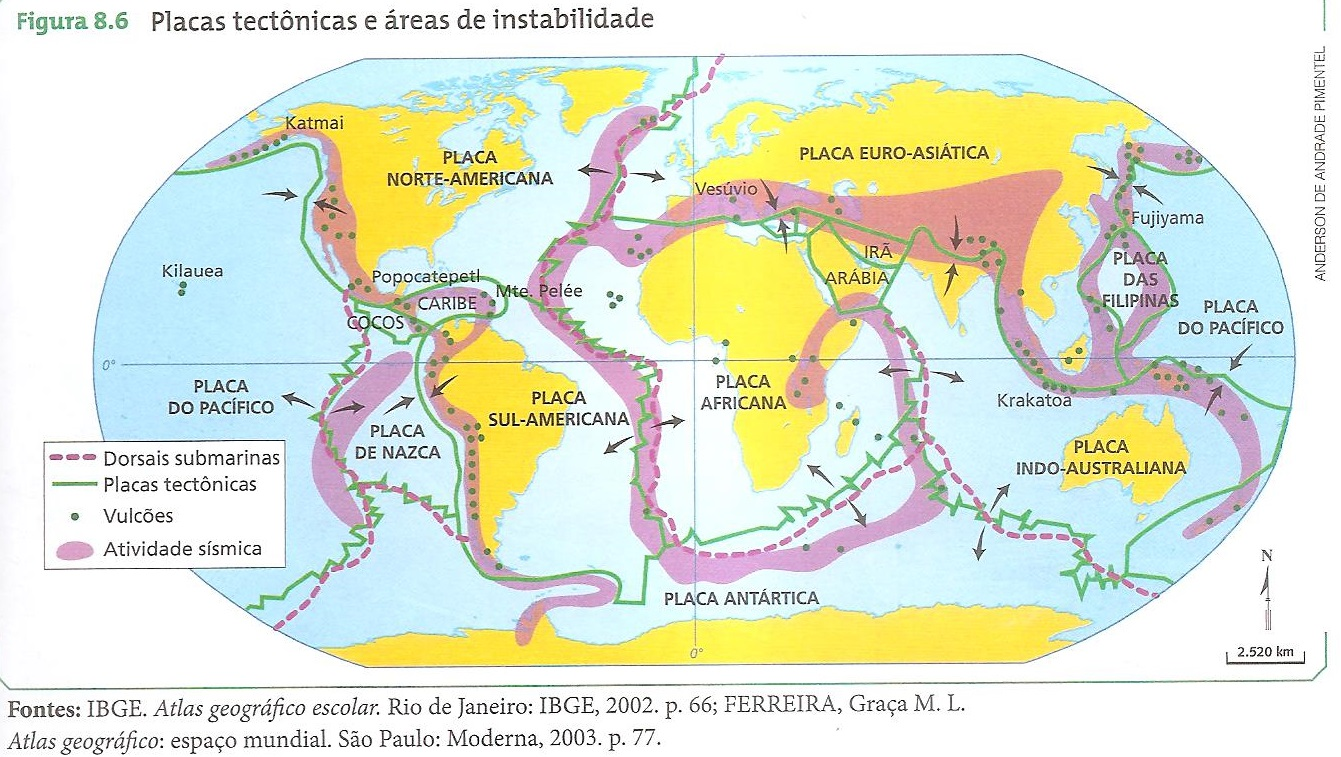 Figura 8.6 Placas tectônicas e áreas de instabilidade
ANDERSON DE ANDRADE PIMENTEL
Katmai
PLACA
NORTE-AMERICANA
PLACA EURO-ASIÁTICA
Vesúvio
Fujiyama
Kilauea
Popocatepetl
CARIBE
Mte. Pelée
COCOS
IRÃ
ARÁBIA
PLACA
DAS
FILIPINAS
PLACA
DO PACÍFICO
0°
PLACA
DO PACÍFICO
PLACA
DE NAZCA
PLACA
SUL-AMERICANA
PLACA
AFRICANA
Krakatoa
PLACA
INDO-AUSTRALIANA
Dorsais submarinas
Placas tectônicas
Vulcões
Atividade sísmica
PLACA ANTÁRTICA
0°
N
2.520 km
Fontes: IBGE. Atlas geográfico escolar. Rio de Janeiro: IBGE, 2002. p. 66; FERREIRA, Graça M. L.
Atlas geográfico: espaço mundial. São Paulo: Moderna, 2003. p. 77.